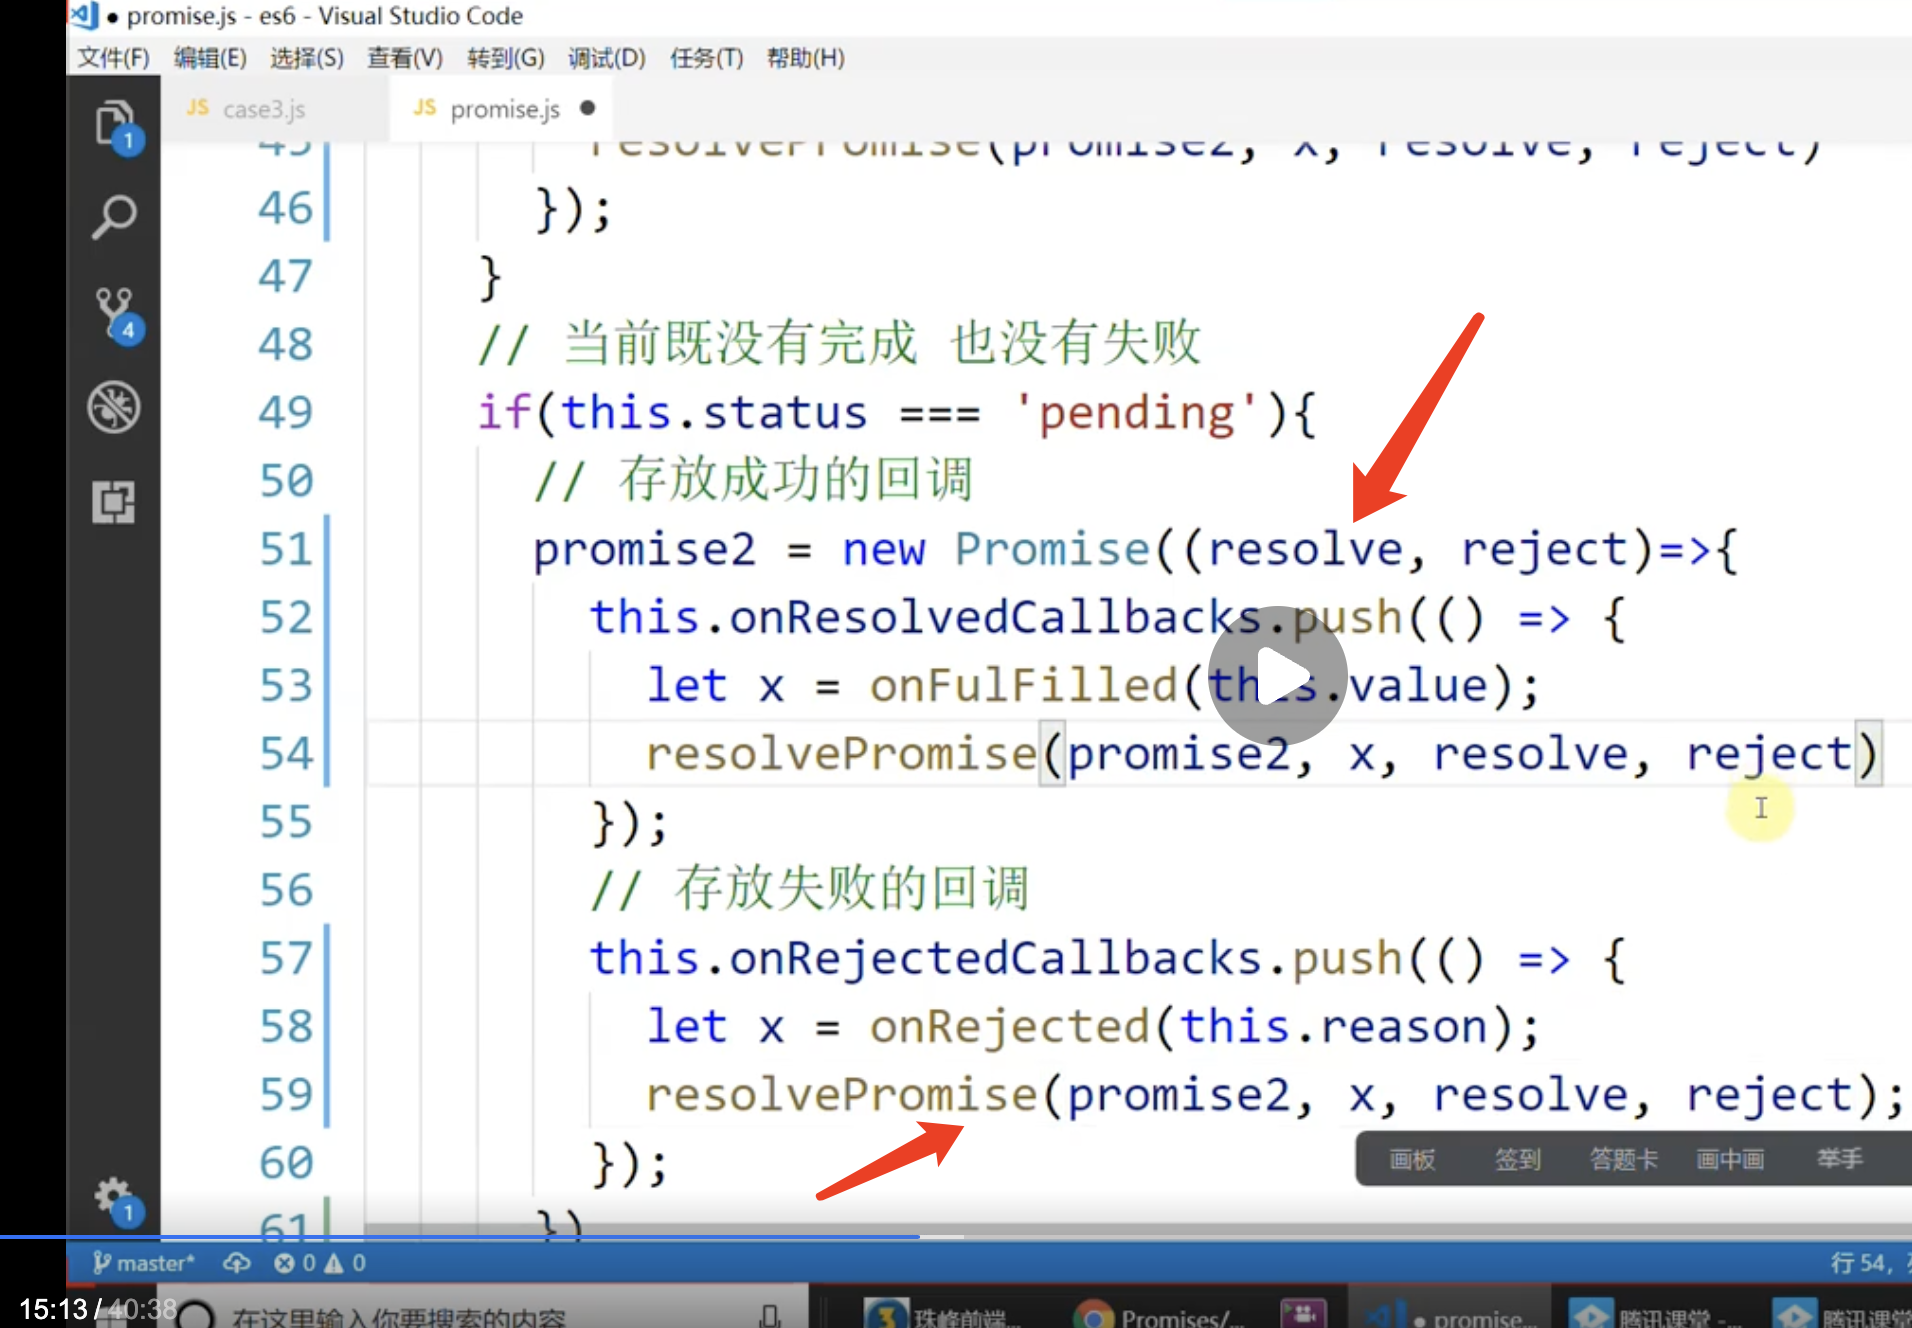 promise.js - es6 - Visual Studio Code
文件(F) 编辑(E) 选择(S) 查看(V) 转到(G) 调试(D) 任务(T) 帮助(H)
JS case3.js JS promise.js
1
45 resolvePromise(promise2, x, resolve, reject)
46 });
47 }
4
48 // 当前既没有完成 也没有失败
49 if(this.status === 'pending'){
50 // 存放成功的回调
51 promise2 = new Promise((resolve, reject)=>{
52 this.onResolvedCallbacks.push(() => {
53 let x = onFulFilled(this.value);
54 resolvePromise(promise2, x, resolve, reject)
55 });
56 // 存放失败的回调
57 this.onRejectedCallbacks.push(() => {
58 let x = onRejected(this.reason);
59 resolvePromise(promise2, x, resolve, reject);
60 });
画板 签到 答题卡 画中画 举手
1
61 })
master* 0 0 行 54,
15:13 / 40:38 在这里输入你要搜索的内容 珠峰前端... Promises/... promise... 腾讯课堂 -... 腾讯课堂